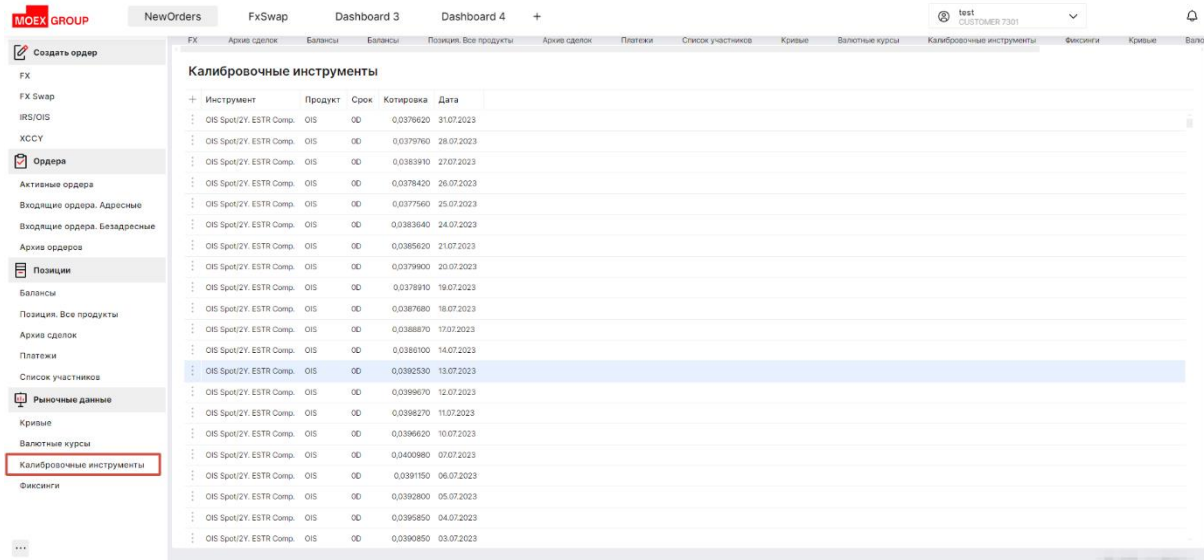 MOEX GROUP NewOrders FxSwap Dashboard 3 Dashboard 4 + test
CUSTOMER 7301
FX Архив сделок Балансы Балансы Позиция. Все продукты Архив сделок Платежи Список участников Кривые Валютные курсы Калибровочные инструменты Фиксинги Кривые Валю
Создать ордер
FX
FX Swap
IRS/OIS
XCCY
Ордера
Активные ордера
Входящие ордера. Адресные
Входящие ордера. Безадресные
Архив ордеров
Позиции
Балансы
Позиция. Все продукты
Архив сделок
Платежи
Список участников
Рыночные данные
Кривые
Валютные курсы
Калибровочные инструменты
Фиксинги
...
Калибровочные инструменты
+ Инструмент Продукт Срок Котировка Дата
OIS Spot/2Y. ESTR Comp. OIS 0D 0,0376620 31.07.2023
OIS Spot/2Y. ESTR Comp. OIS 0D 0,0379760 28.07.2023
OIS Spot/2Y. ESTR Comp. OIS 0D 0,0383910 27.07.2023
OIS Spot/2Y. ESTR Comp. OIS 0D 0,0378420 26.07.2023
OIS Spot/2Y. ESTR Comp. OIS 0D 0,0377560 25.07.2023
OIS Spot/2Y. ESTR Comp. OIS 0D 0,0383640 24.07.2023
OIS Spot/2Y. ESTR Comp. OIS 0D 0,0385620 21.07.2023
OIS Spot/2Y. ESTR Comp. OIS 0D 0,0379900 20.07.2023
OIS Spot/2Y. ESTR Comp. OIS 0D 0,0378910 19.07.2023
OIS Spot/2Y. ESTR Comp. OIS 0D 0,0387680 18.07.2023
OIS Spot/2Y. ESTR Comp. OIS 0D 0,0388870 17.07.2023
OIS Spot/2Y. ESTR Comp. OIS 0D 0,0386100 14.07.2023
OIS Spot/2Y. ESTR Comp. OIS 0D 0,0392530 13.07.2023
OIS Spot/2Y. ESTR Comp. OIS 0D 0,0399670 12.07.2023
OIS Spot/2Y. ESTR Comp. OIS 0D 0,0398270 11.07.2023
OIS Spot/2Y. ESTR Comp. OIS 0D 0,0396620 10.07.2023
OIS Spot/2Y. ESTR Comp. OIS 0D 0,0400980 07.07.2023
OIS Spot/2Y. ESTR Comp. OIS 0D 0,0391150 06.07.2023
OIS Spot/2Y. ESTR Comp. OIS 0D 0,0392800 05.07.2023
OIS Spot/2Y. ESTR Comp. OIS 0D 0,0395850 04.07.2023
OIS Spot/2Y. ESTR Comp. OIS 0D 0,0390850 03.07.2023